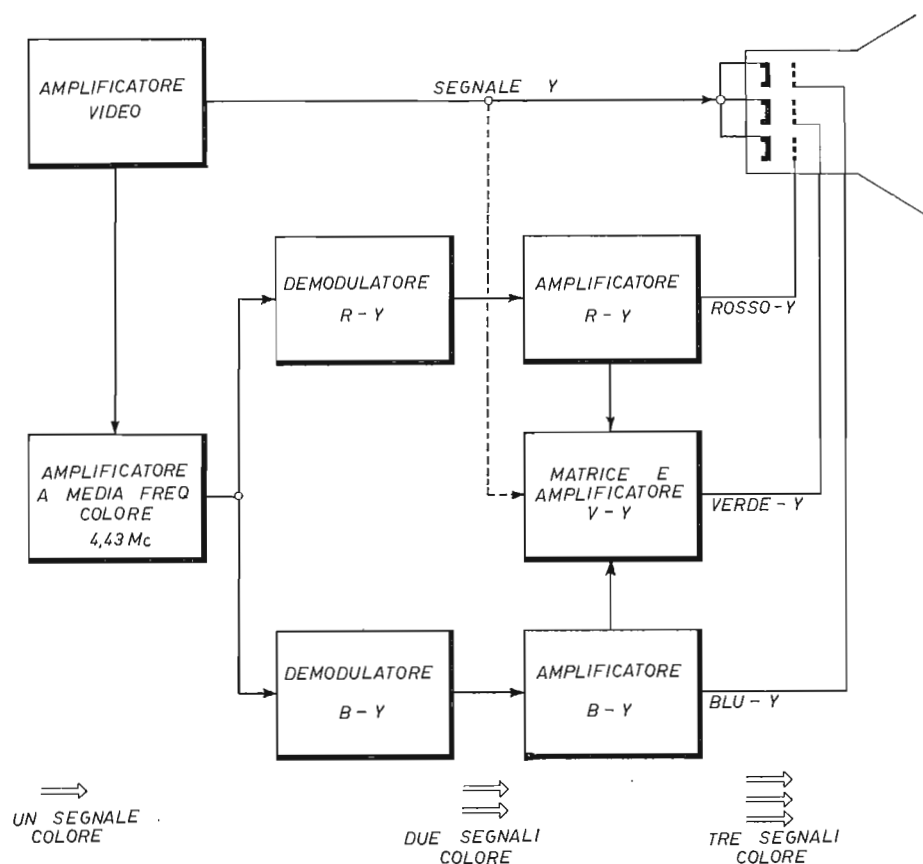 AMPLIFICATORE
VIDEO
SEGNALE Y
DEMODULATORE
R - Y
AMPLIFICATORE
R - Y
ROSSO - Y
AMPLIFICATORE
A MEDIA FREQ
COLORE
4,43 Mc
MATRICE E
AMPLIFICATORE
V - Y
VERDE - Y
DEMODULATORE
B - Y
AMPLIFICATORE
B - Y
BLU - Y
UN SEGNALE
COLORE
DUE SEGNALI
COLORE
TRE SEGNALI
COLORE